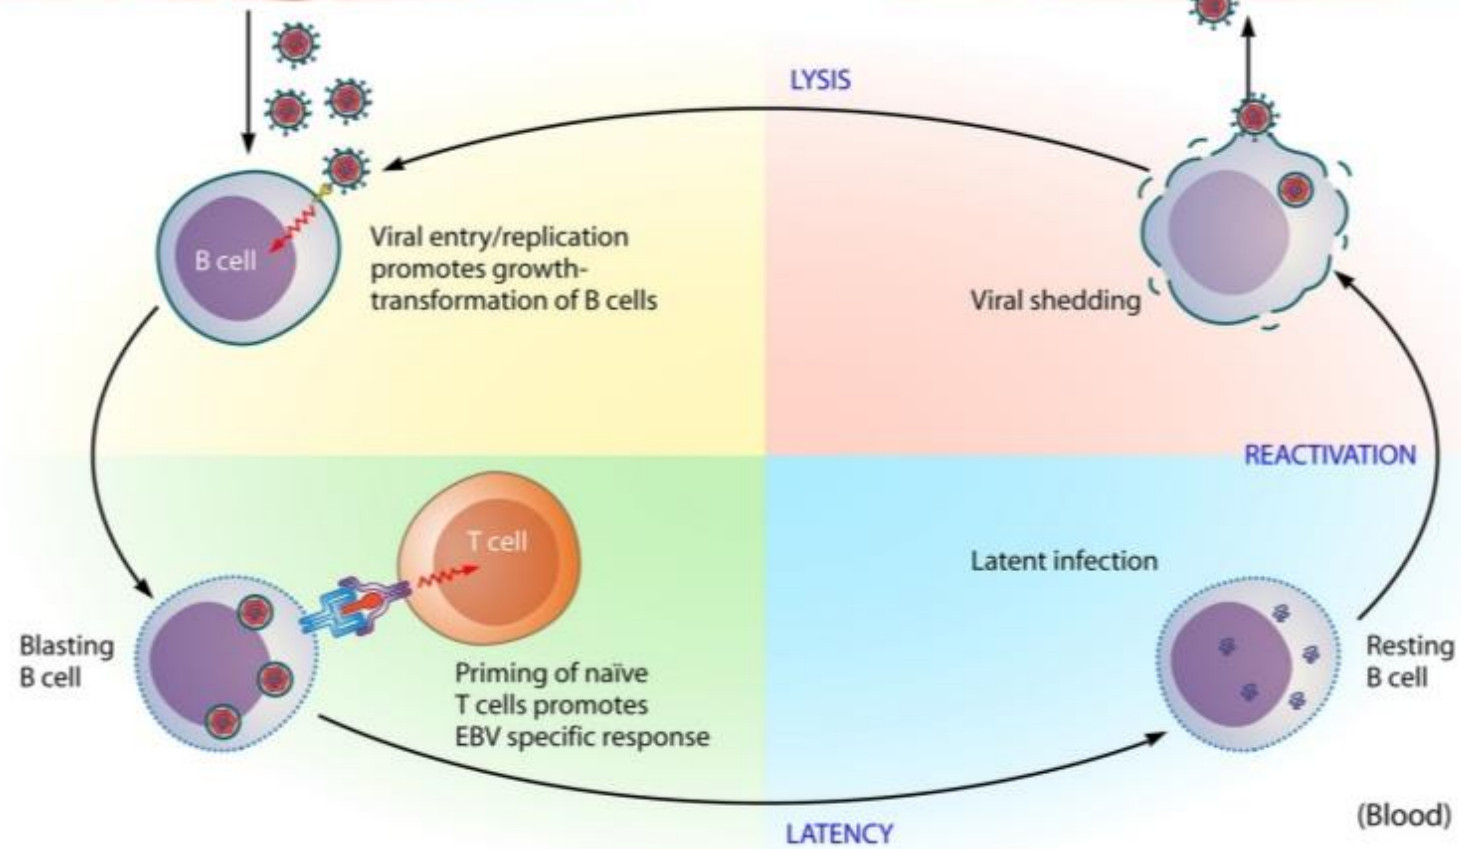 LYSIS
B cell
Viral entry/replication
promotes growth-
transformation of B cells
Viral shedding
REACTIVATION
T cell
Latent infection
Blasting
B cell
Priming of naïve
T cells promotes
EBV specific response
Resting
B cell
(Blood)
LATENCY